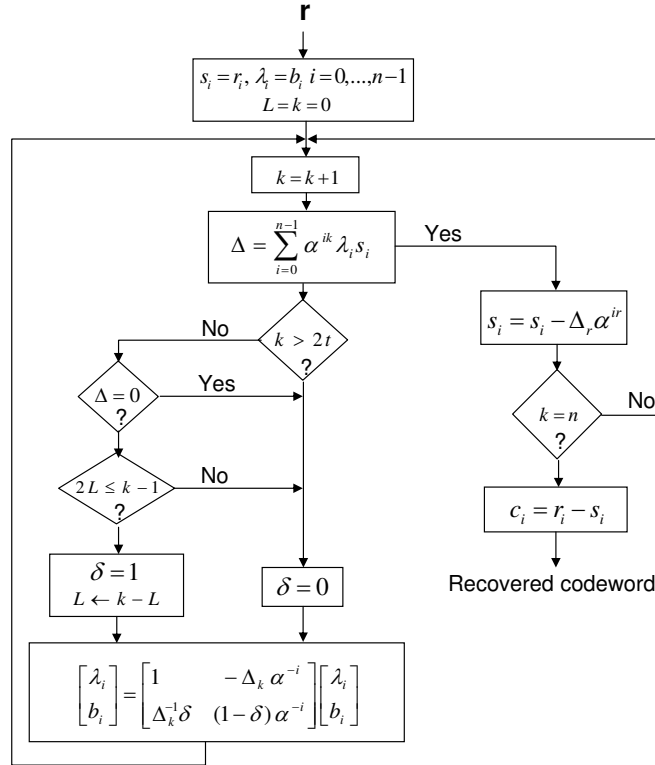 r
s_i = r_i, λ_i = b_i i=0,...,n−1
L = k = 0
k = k+1
Δ = ∑_{i=0}^{n−1} α^{ik} λ_i s_i
Yes
No
k > 2t
?
s_i = s_i − Δ_r α^{ir}
Δ = 0
?
Yes
k = n
?
No
2L ≤ k−1
?
No
c_i = r_i − s_i
δ = 1
L ← k − L
δ = 0
Recovered codeword
[λ_i b_i] = [1 −Δ_k α^{−i}; Δ_k^{−1} δ (1−δ) α^{−i}] [λ_i b_i]